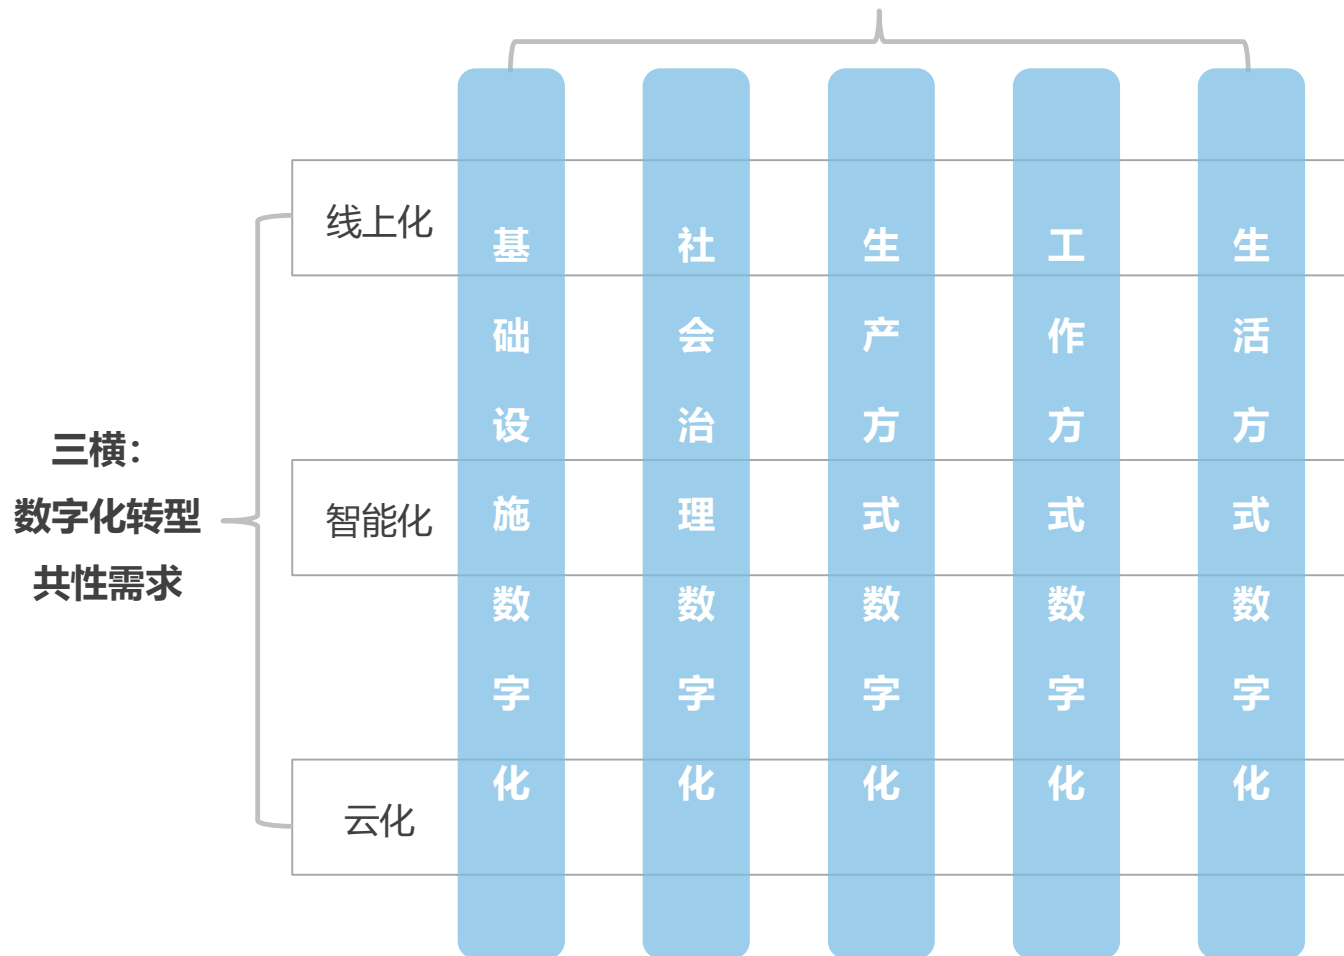 三横：
数字化转型
共性需求
线上化
智能化
云化
基础设施数字化
社会治理数字化
生产方式数字化
工作方式数字化
生活方式数字化